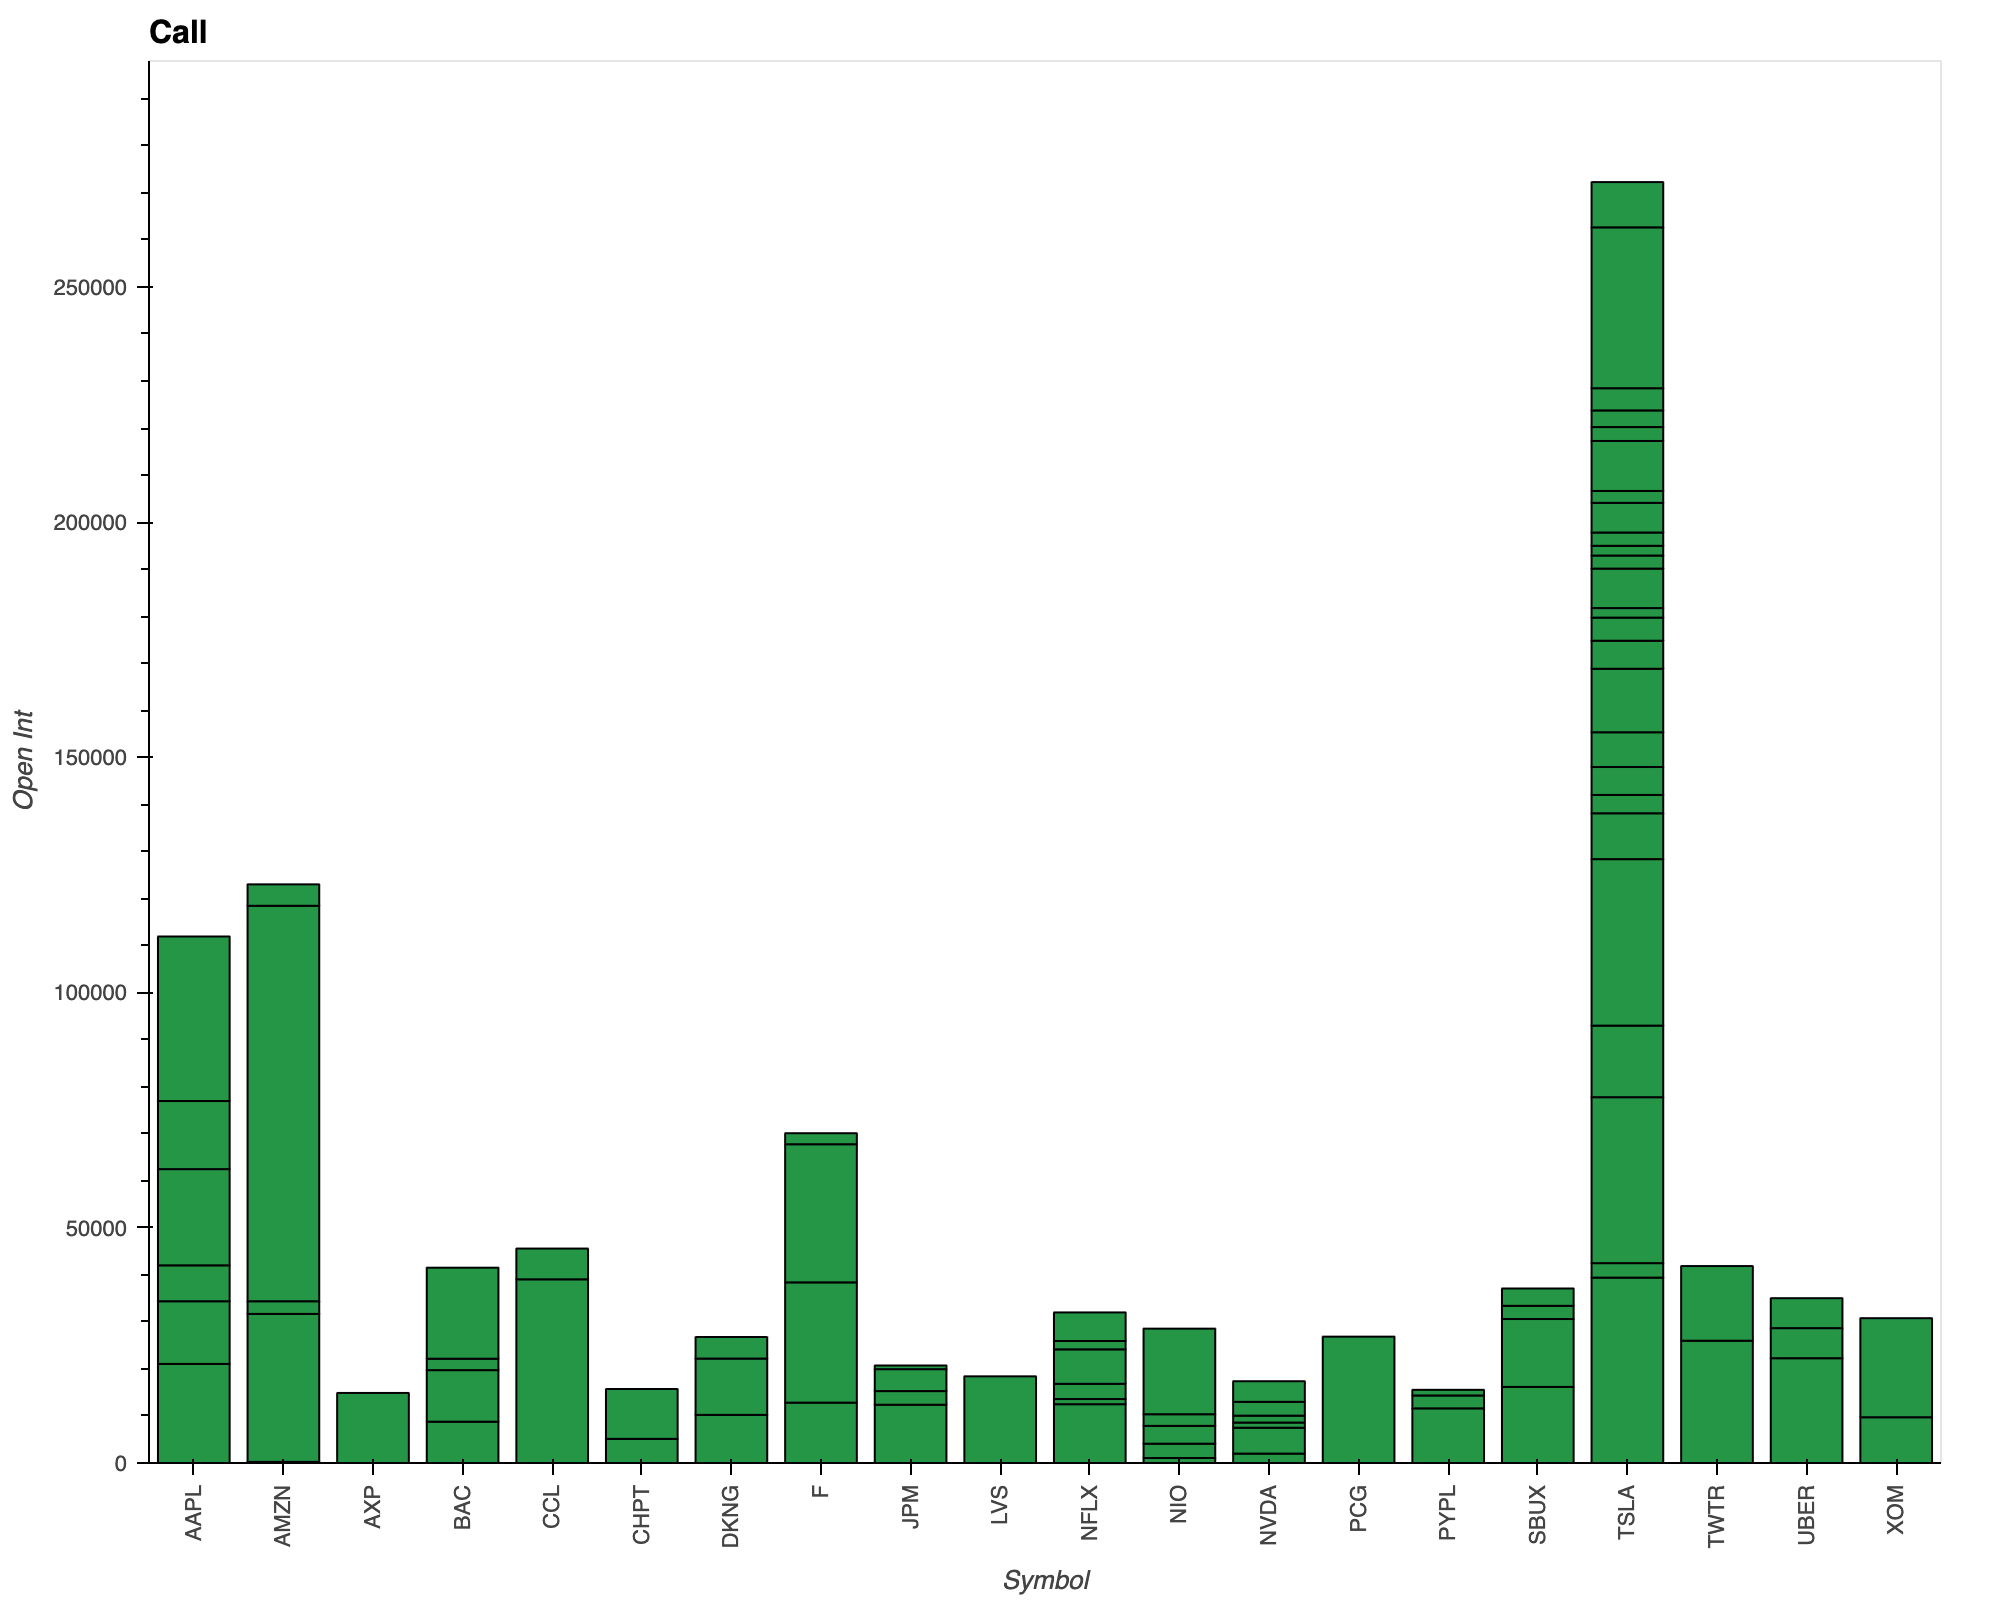 Call
250000
200000
150000
100000
50000
0
Open Int
AAPL
AMZN
AXP
BAC
CCL
CHPT
DKNG
F
JPM
LVS
NFLX
NIO
NVDA
PCG
PYPL
SBUX
TSLA
TWTR
UBER
XOM
Symbol